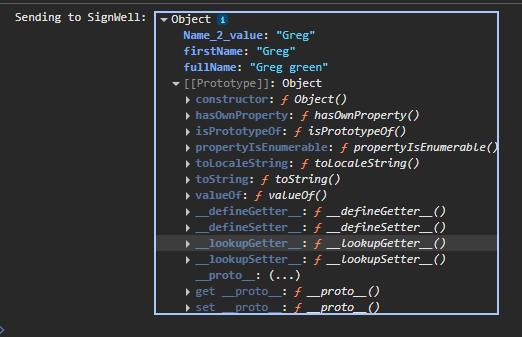 Sending to SignWell: ▼ Object i
Name_2_value: "Greg"
firstName: "Greg"
fullName: "Greg green"
▼ [[Prototype]]: Object
▶ constructor: ƒ Object()
▶ hasOwnProperty: ƒ hasOwnProperty()
▶ isPrototypeOf: ƒ isPrototypeOf()
▶ propertyIsEnumerable: ƒ propertyIsEnumerable()
▶ toLocaleString: ƒ toLocaleString()
▶ toString: ƒ toString()
▶ valueOf: ƒ valueOf()
▶ __defineGetter__: ƒ __defineGetter__()
▶ __defineSetter__: ƒ __defineSetter__()
▶ __lookupGetter__: ƒ __lookupGetter__()
▶ __lookupSetter__: ƒ __lookupSetter__()
__proto__: (...)
▶ get __proto__: ƒ __proto__()
▶ set __proto__: ƒ __proto__()